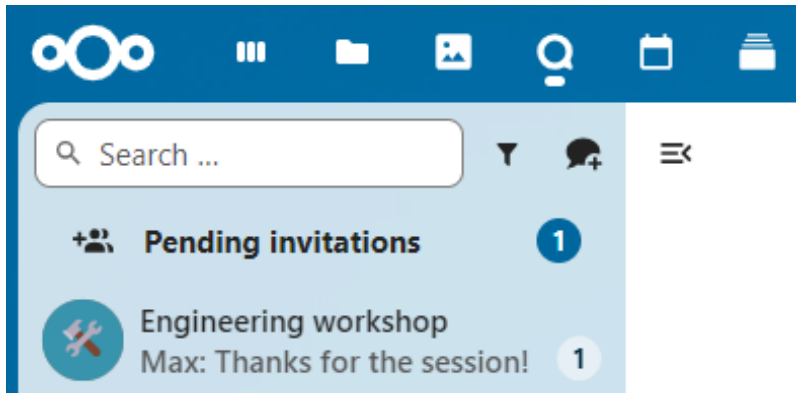 Search ...
Pending invitations 1
Engineering workshop
Max: Thanks for the session! 1